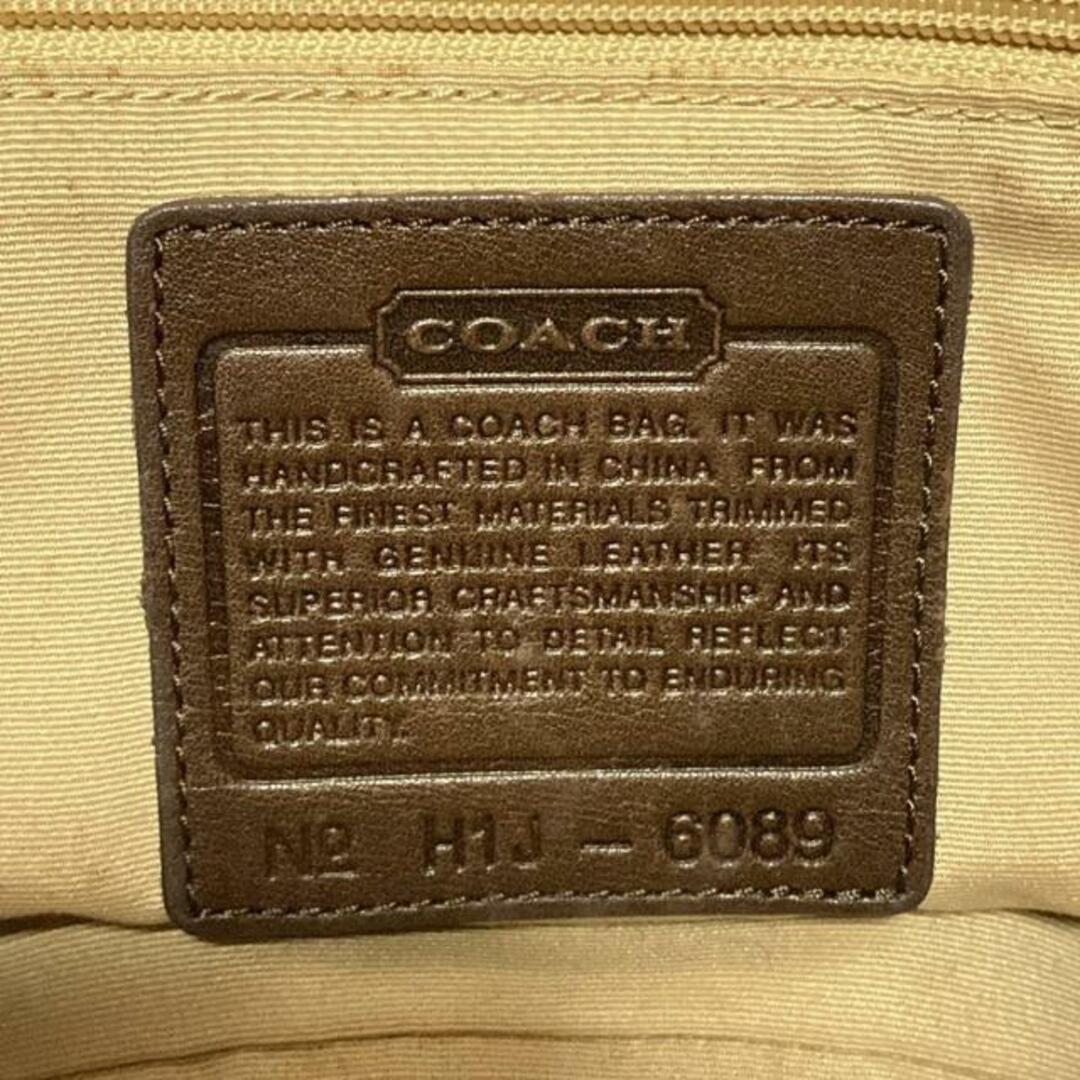 COACH
THIS IS A COACH BAG. IT WAS
HANDCRAFTED IN CHINA FROM
THE FINEST MATERIALS TRIMMED
WITH GENUINE LEATHER ITS
SUPERIOR CRAFTSMANSHIP AND
ATTENTION TO DETAIL REFLECT
OUR COMMITMENT TO ENDURING
QUALITY.
Nº H1J - 6089